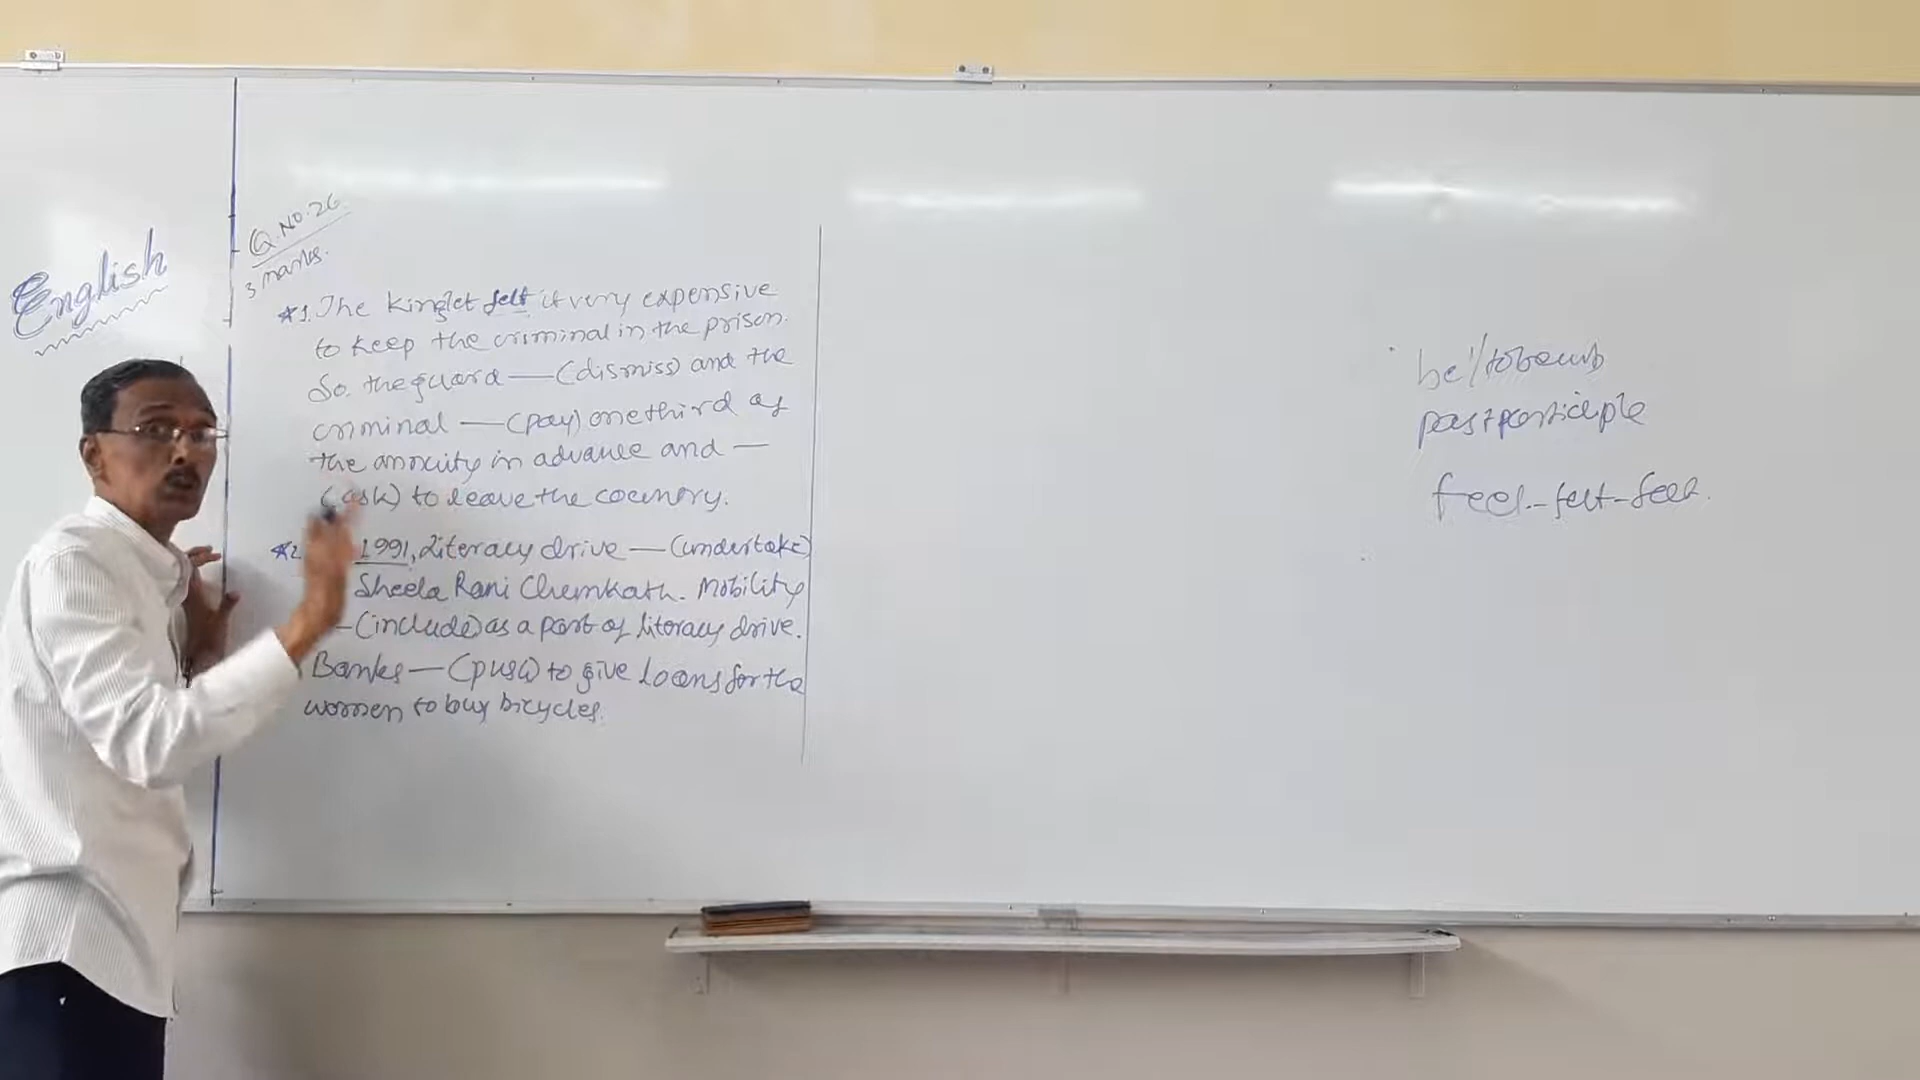 English
Q.NO.26.
3 marks.
*1. The Kinglet felt it very expensive
to keep the criminal in the prison.
So. the guard — (dismiss) and the
criminal — (pay) one third of
the in advance and —
(ask) to leave the
*2. 1991, Literacy drive — (undertake)
Sheela Rani Chunkath. Mobility
— (include) as a part of literacy drive.
Banks — (push) to give loans for the
women to buy bicycles.
be'/to
past participle
feel - felt - felt.